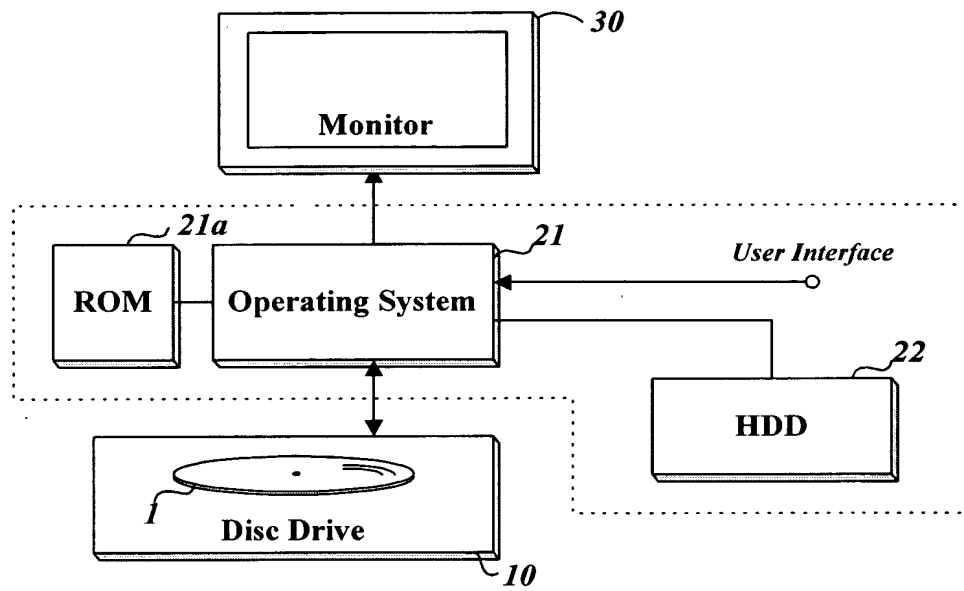 30
Monitor
21a
21
User Interface
ROM
Operating System
22
HDD
1
Disc Drive
10